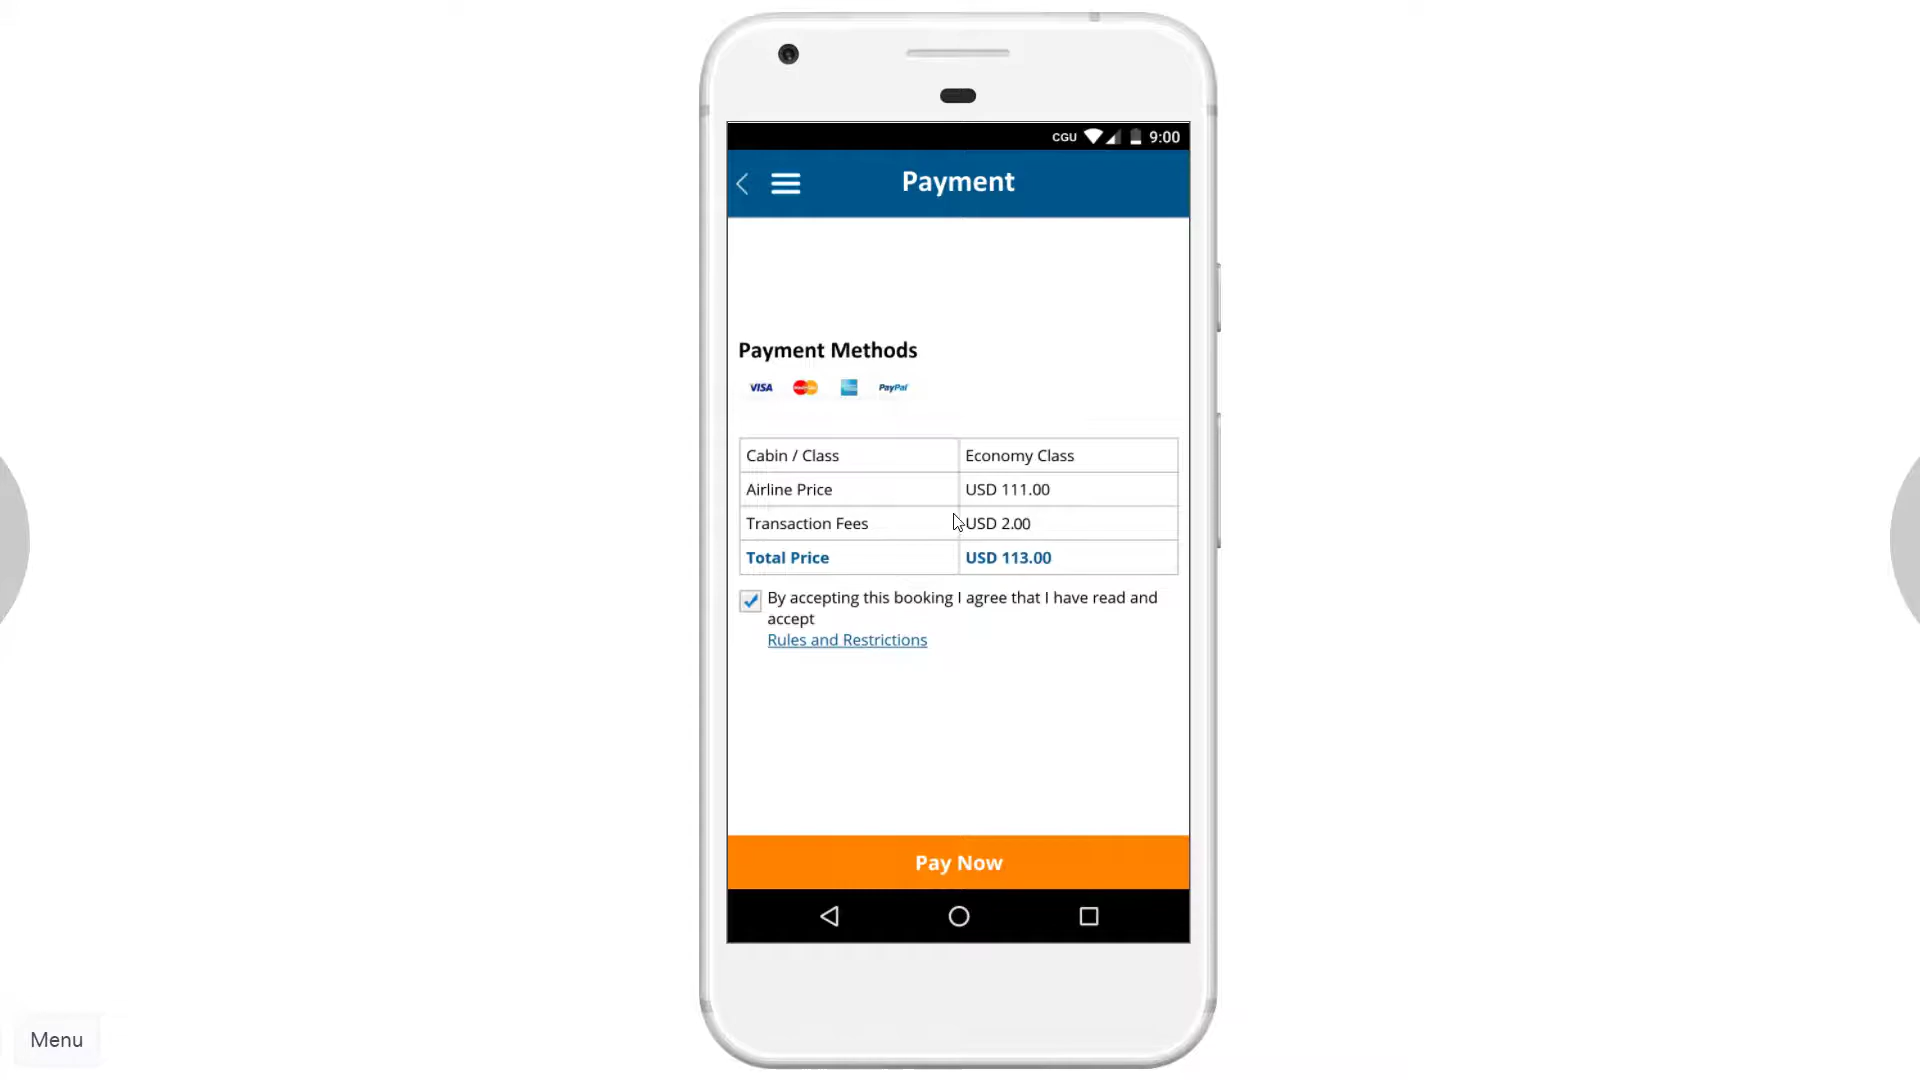 CGU 9:00
Payment
Payment Methods
VISA PayPal
Cabin / Class Economy Class
Airline Price USD 111.00
Transaction Fees USD 2.00
Total Price USD 113.00
By accepting this booking I agree that I have read and
accept
Rules and Restrictions
Pay Now
Menu